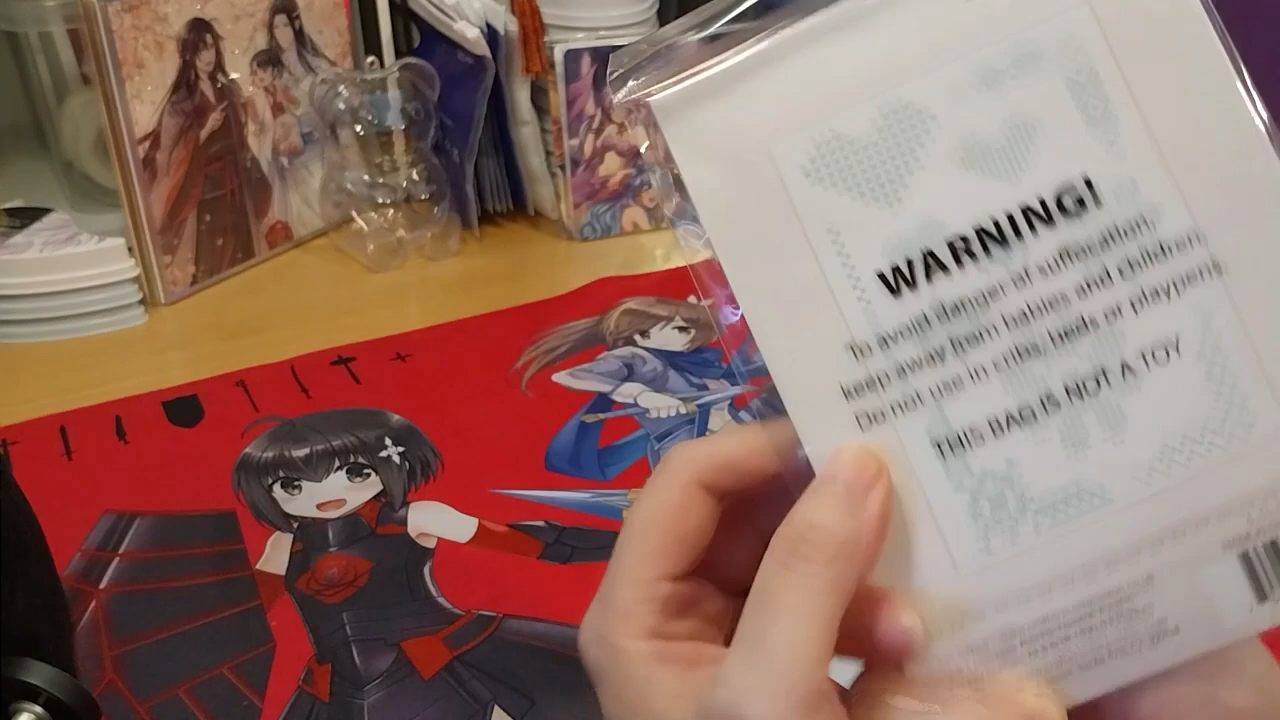 WARNING!
To avoid danger of suffocation,
keep away from babies and children.
Do not use in cribs, beds or playpens.
THIS BAG IS NOT A TOY